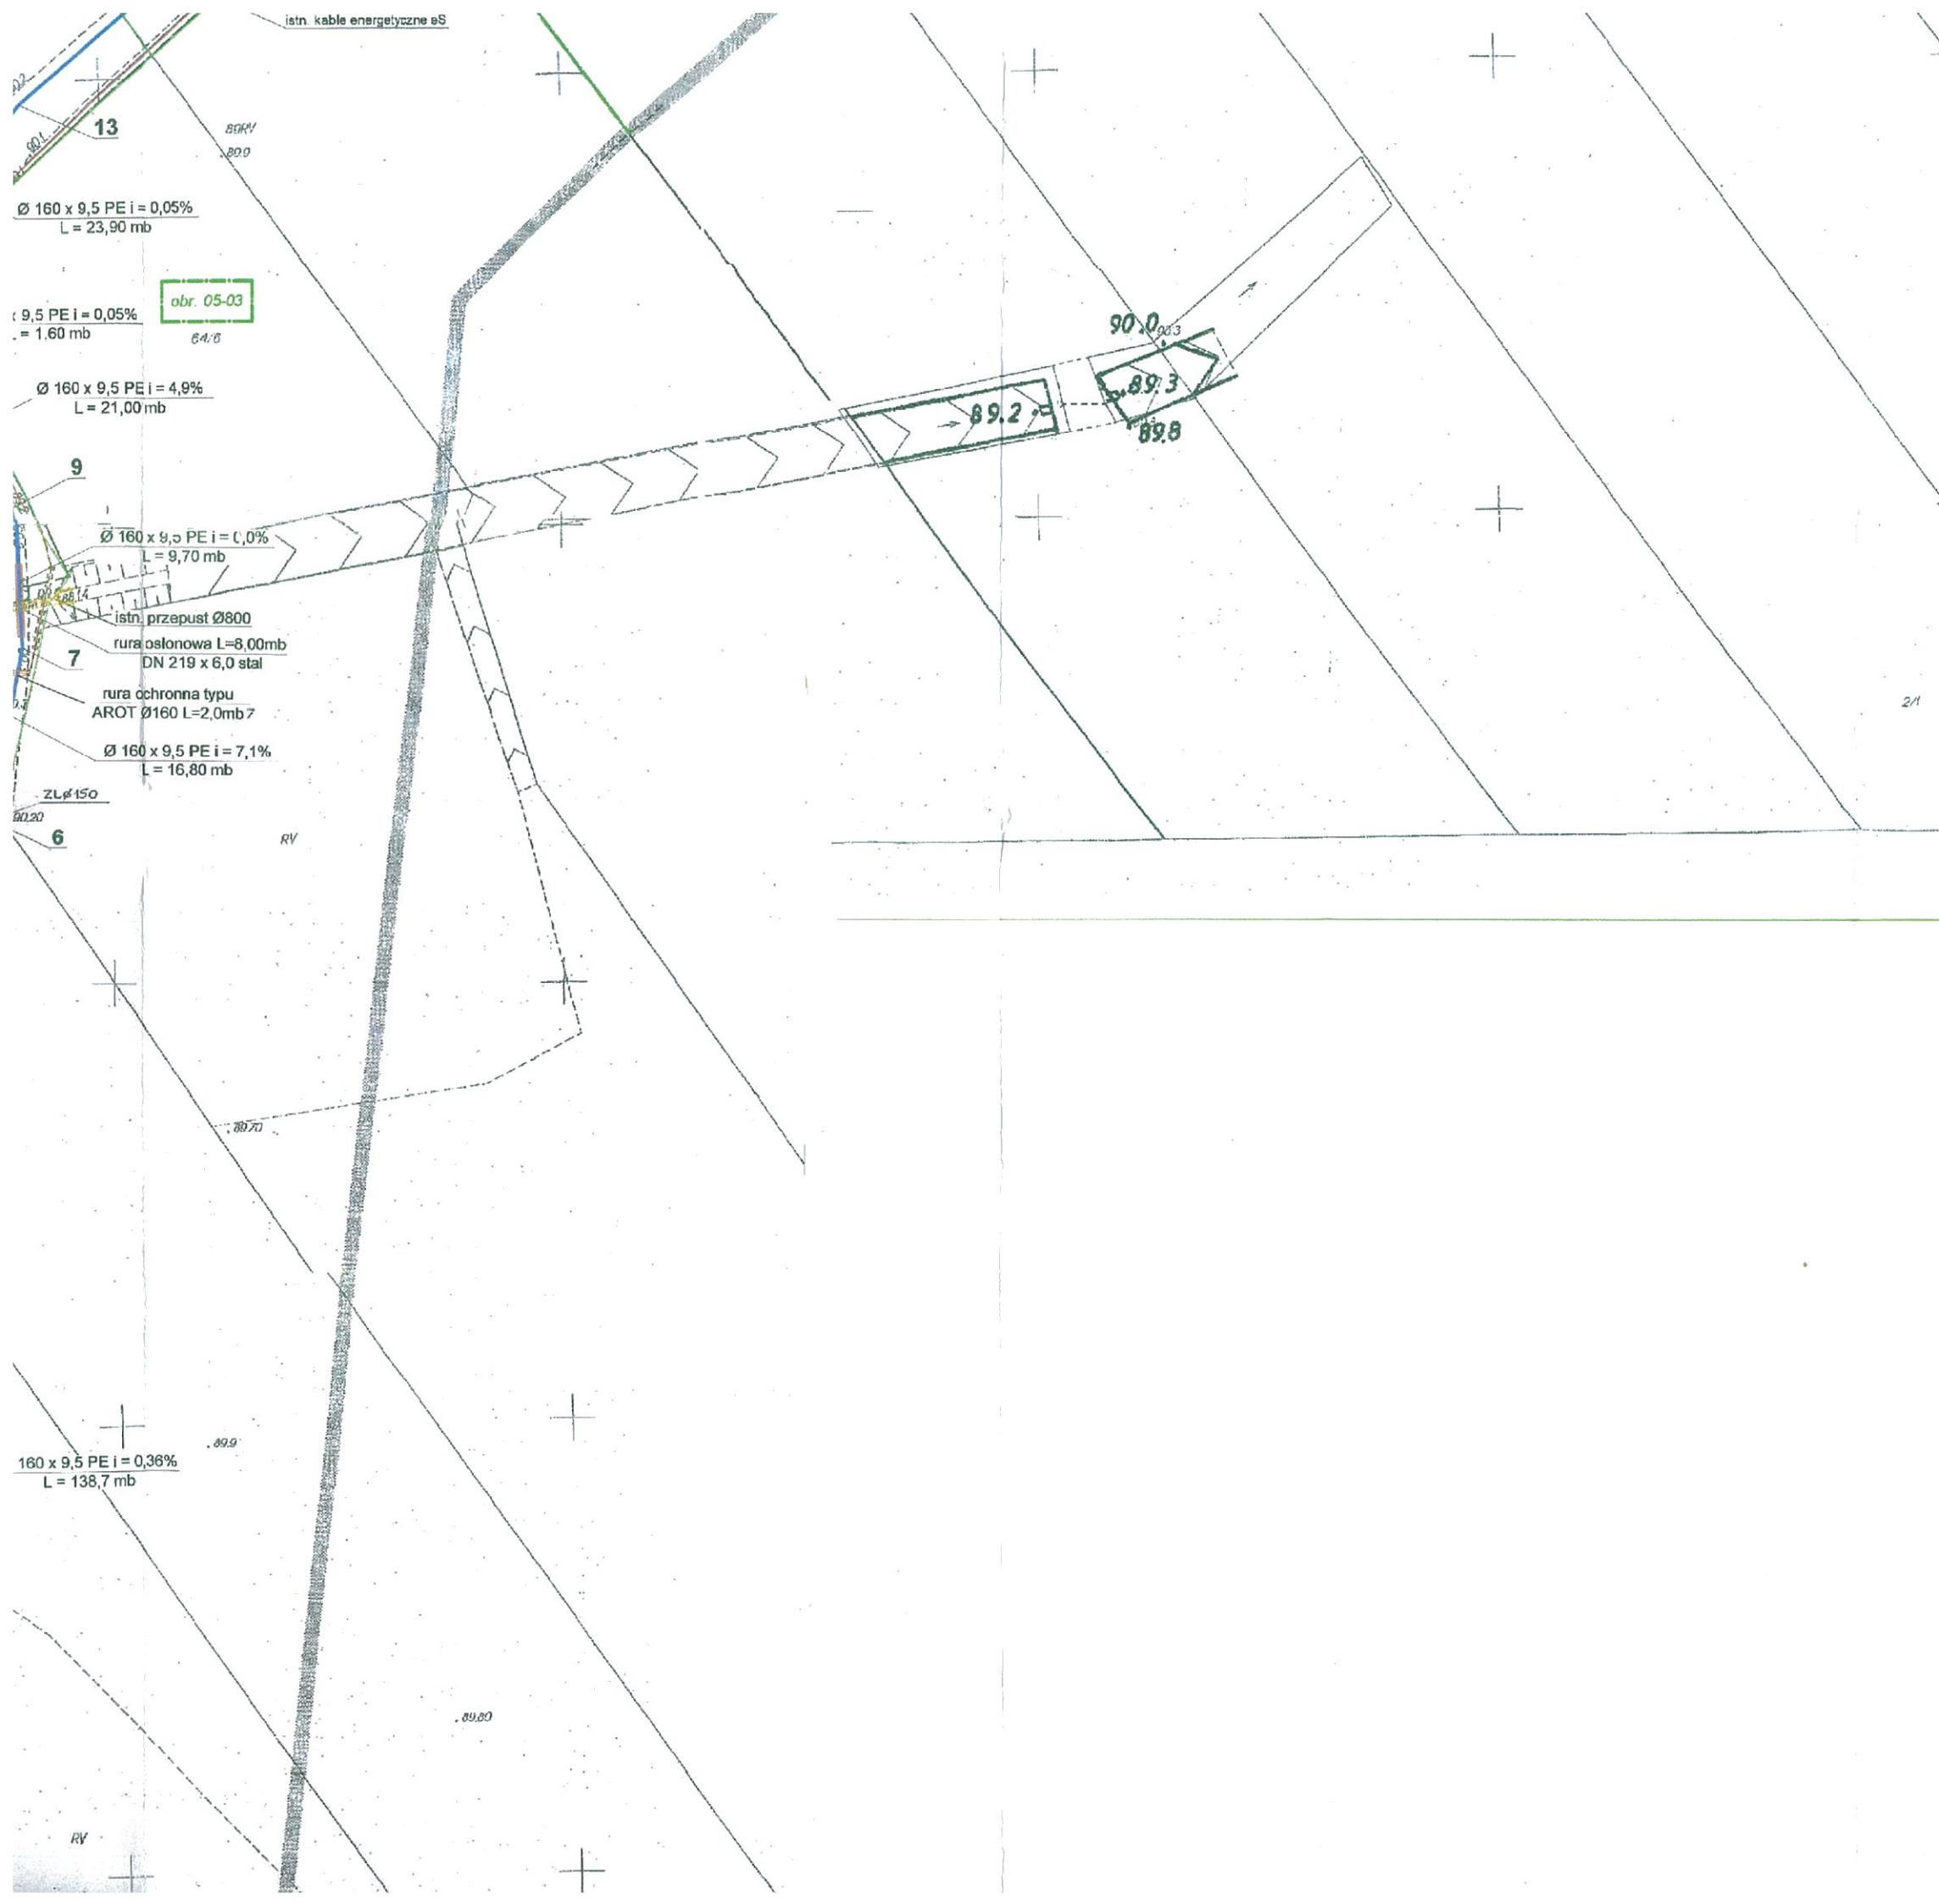 istn. kable energetyczne eS
13
89RV
89.0
Ø 160 x 9,5 PE i = 0,05%
L = 23,90 mb
obr. 05-03
64/6
9,5 PE i = 0,05%
= 1,60 mb
90.0
89.3
89.2
89.8
Ø 160 x 9,5 PE i = 4,9%
L = 21,00 mb
9
Ø 160 x 9,5 PE i = 0,0%
L = 9,70 mb
istn. przepust Ø800
rura osłonowa L=8,00mb
DN 219 x 6,0 stal
7
rura ochronna typu
AROT Ø160 L=2,0mb
2/1
Ø 160 x 9,5 PE i = 7,1%
L = 16,80 mb
ZLø150
90,20
6
RV
89.70
89.9
160 x 9,5 PE i = 0,36%
L = 138,7 mb
89.80
RV